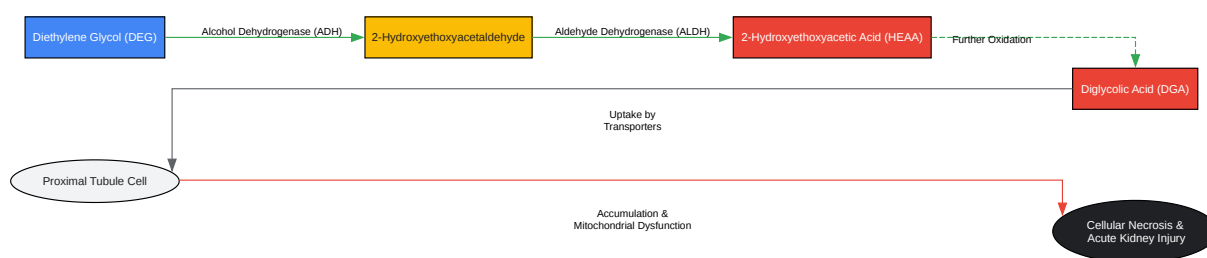 Diethylene Glycol (DEG)
Alcohol Dehydrogenase (ADH)
2-Hydroxyethoxyacetaldehyde
Aldehyde Dehydrogenase (ALDH)
2-Hydroxyethoxyacetic Acid (HEAA)
Further Oxidation
Diglycolic Acid (DGA)
Uptake by
Transporters
Proximal Tubule Cell
Accumulation &
Mitochondrial Dysfunction
Cellular Necrosis &
Acute Kidney Injury